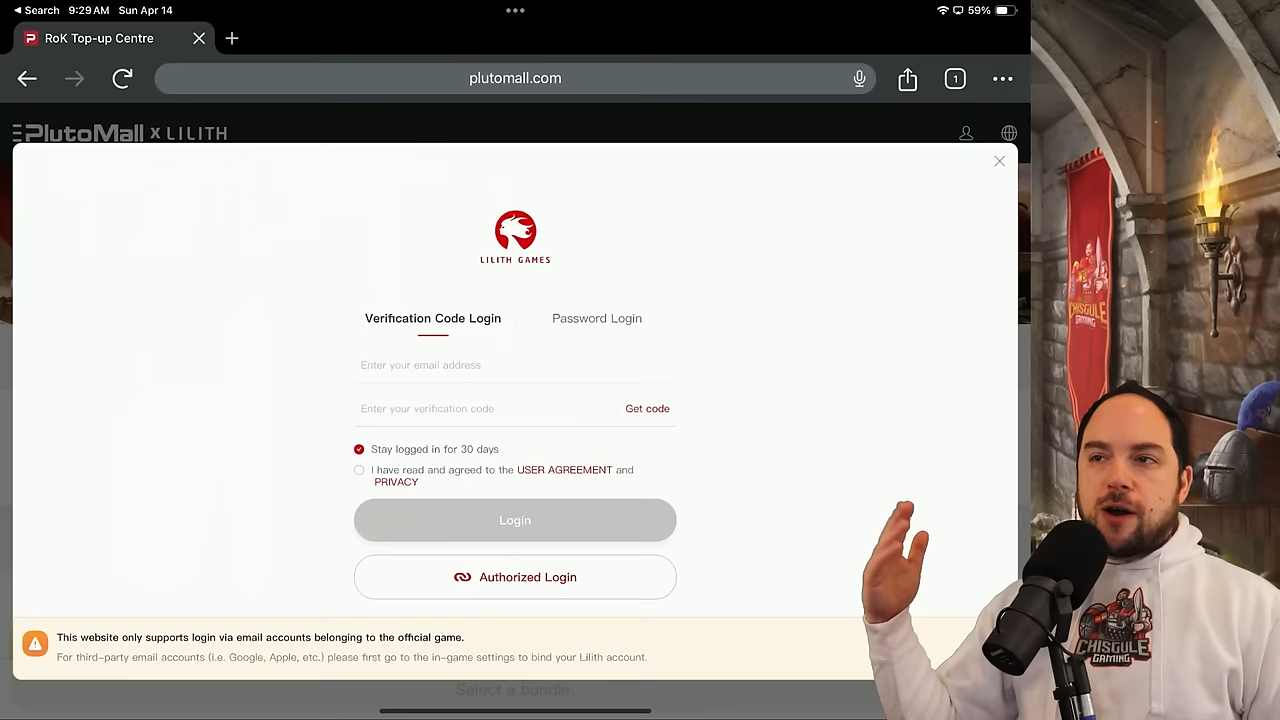 Search 9:29 AM Sun Apr 14
59%
RoK Top-up Centre
plutomall.com
1
PlutoMall x LILITH
LILITH GAMES
Verification Code Login Password Login
Enter your email address
Enter your verification code Get code
Stay logged in for 30 days
I have read and agreed to the USER AGREEMENT and
PRIVACY
Login
Authorized Login
This website only supports login via email accounts belonging to the official game.
For third-party email accounts (i.e. Google, Apple, etc.) please first go game settings to bind your Lilith account.
Select a bundle.
CHISGULE
GAMING
CHISGULE
GAMING